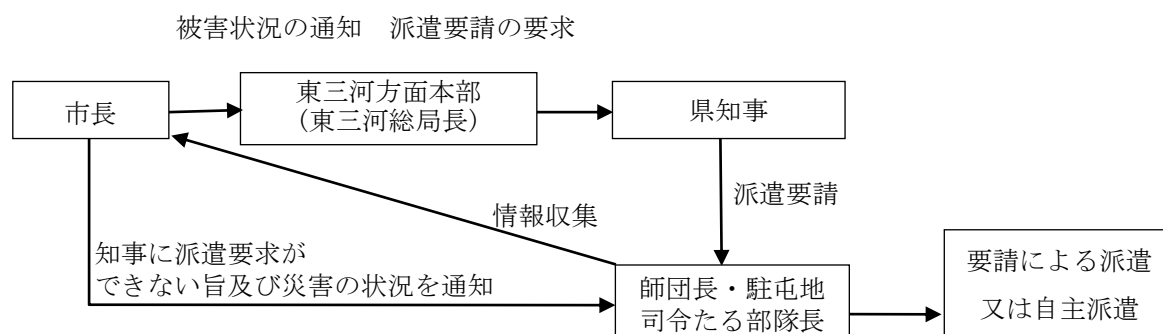 被害状況の通知　派遣要請の要求
市長
東三河方面本部
（東三河総局長）
県知事
派遣要請
情報収集
知事に派遣要求が
できない旨及び災害の状況を通知
師団長・駐屯地
司令たる部隊長
要請による派遣
又は自主派遣